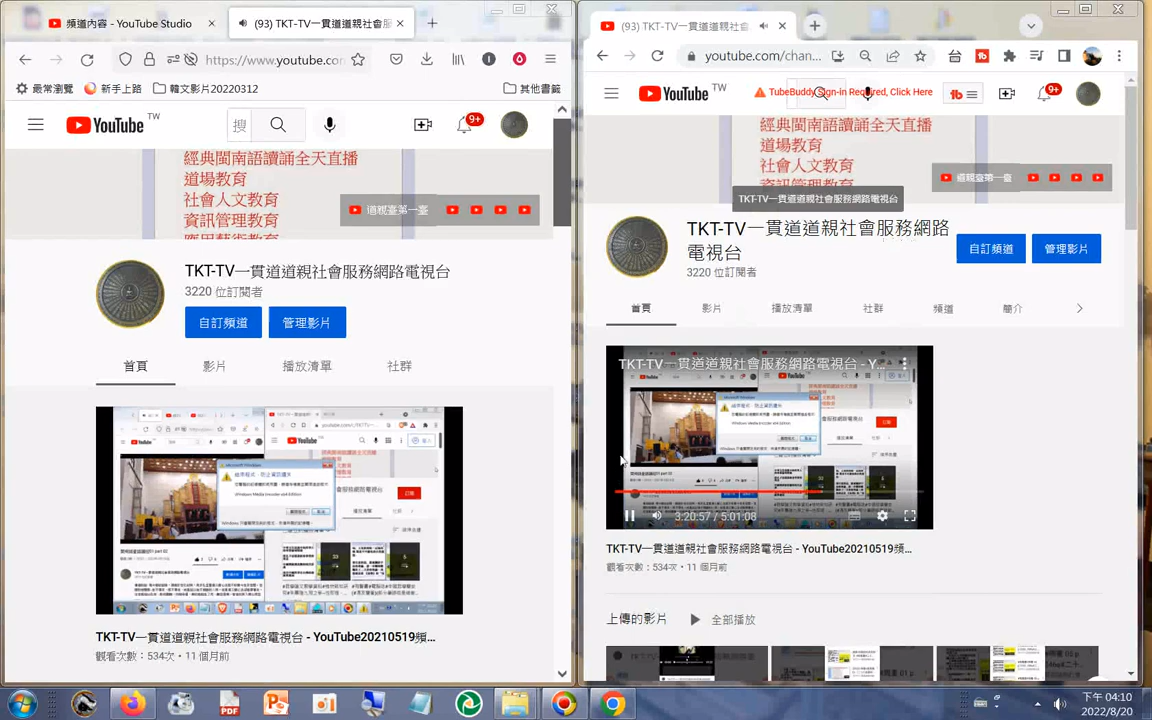 頻道內容 - YouTube Studio
(93) TKT-TV一貫道道親社會服
https://www.youtube.co
最常瀏覽
新手上路
韓文影片20220312
其他書籤
YouTube TW
搜
9+
經典閩南語讀誦全天直播
道場教育
社會人文教育
資訊管理教育
應用藝術教育
道親臺第一臺
TKT-TV一貫道道親社會服務網路電視台
3220 位訂閱者
自訂頻道
管理影片
首頁
影片
播放清單
社群
TKT-TV一貫道道親社會服務網路電視台 - YouTube20210519頻...
觀看次數：534次 • 11 個月前
(93) TKT-TV一貫道道親社會
youtube.com/chan...
YouTube TW
TubeBuddy Sign-in Required, Click Here
tb
9+
經典閩南語讀誦全天直播
道場教育
社會人文教育
道親臺第一臺
TKT-TV一貫道道親社會服務網路電視台
TKT-TV一貫道道親社會服務網路
電視台
3220 位訂閱者
自訂頻道
管理影片
首頁
影片
播放清單
社群
頻道
簡介
TKT-TV一貫道道親社會服務網路電視台 - Y...
3:20:57 / 5:01:08
TKT-TV一貫道道親社會服務網路電視台 - YouTube20210519頻...
觀看次數：534次 • 11 個月前
上傳的影片
全部播放
下午 04:10
2022/8/20